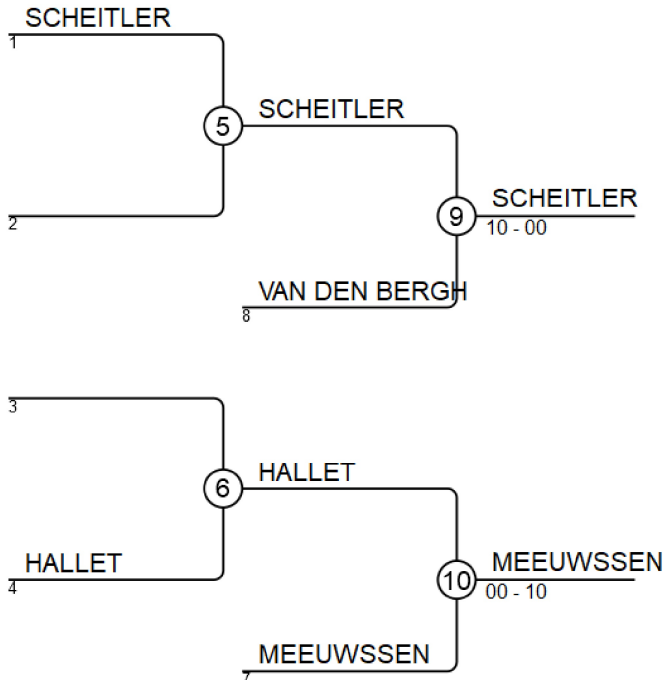 SCHEITLER
1
5
SCHEITLER
2
9
SCHEITLER
10 - 00
VAN DEN BERGH
8
3
6
HALLET
HALLET
4
10
MEEUWSSEN
00 - 10
MEEUWSSEN
7